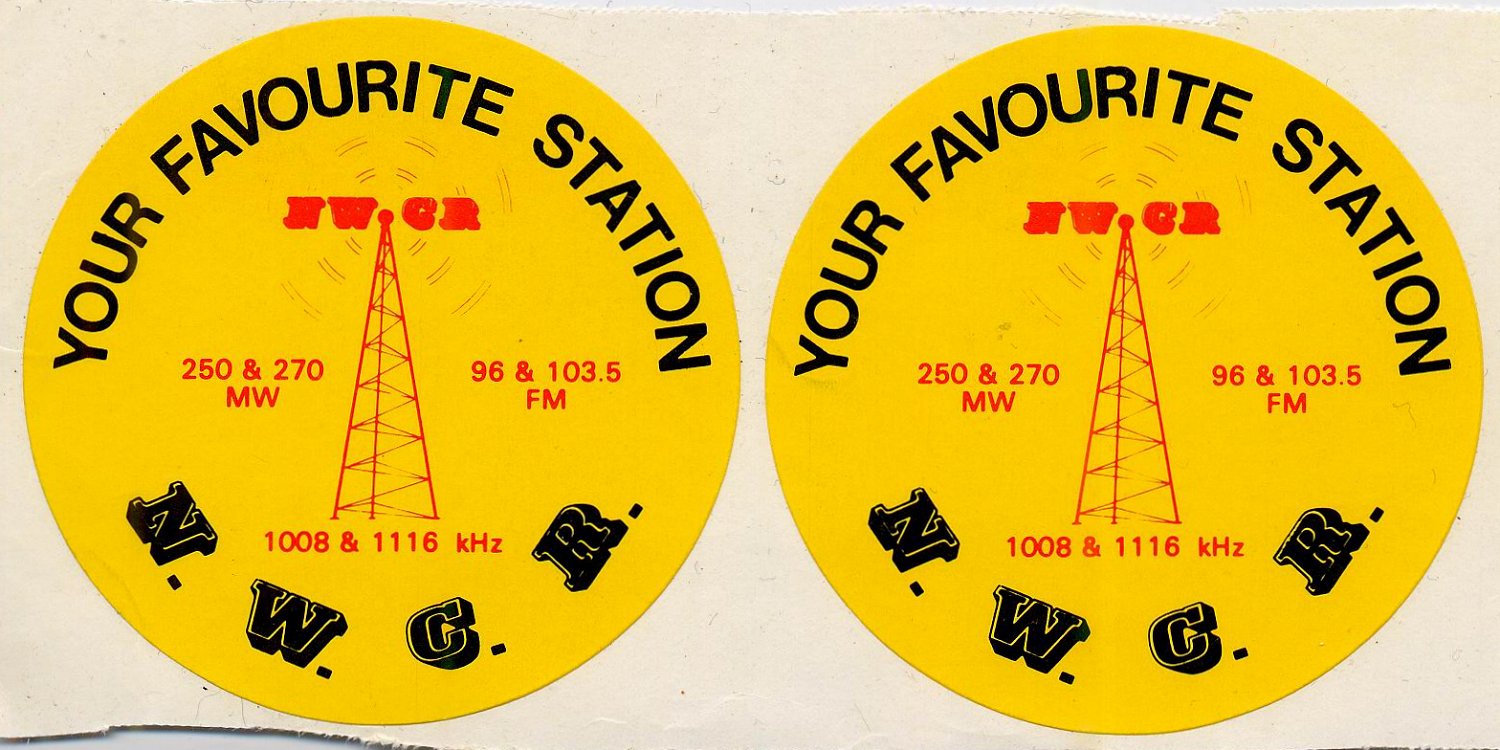 YOUR FAVOURITE STATION
NW.CR
250 & 270
MW
96 & 103.5
FM
1008 & 1116 kHz
N. W. C. R.
YOUR FAVOURITE STATION
NW.CR
250 & 270
MW
96 & 103.5
FM
1008 & 1116 kHz
N. W. C. R.